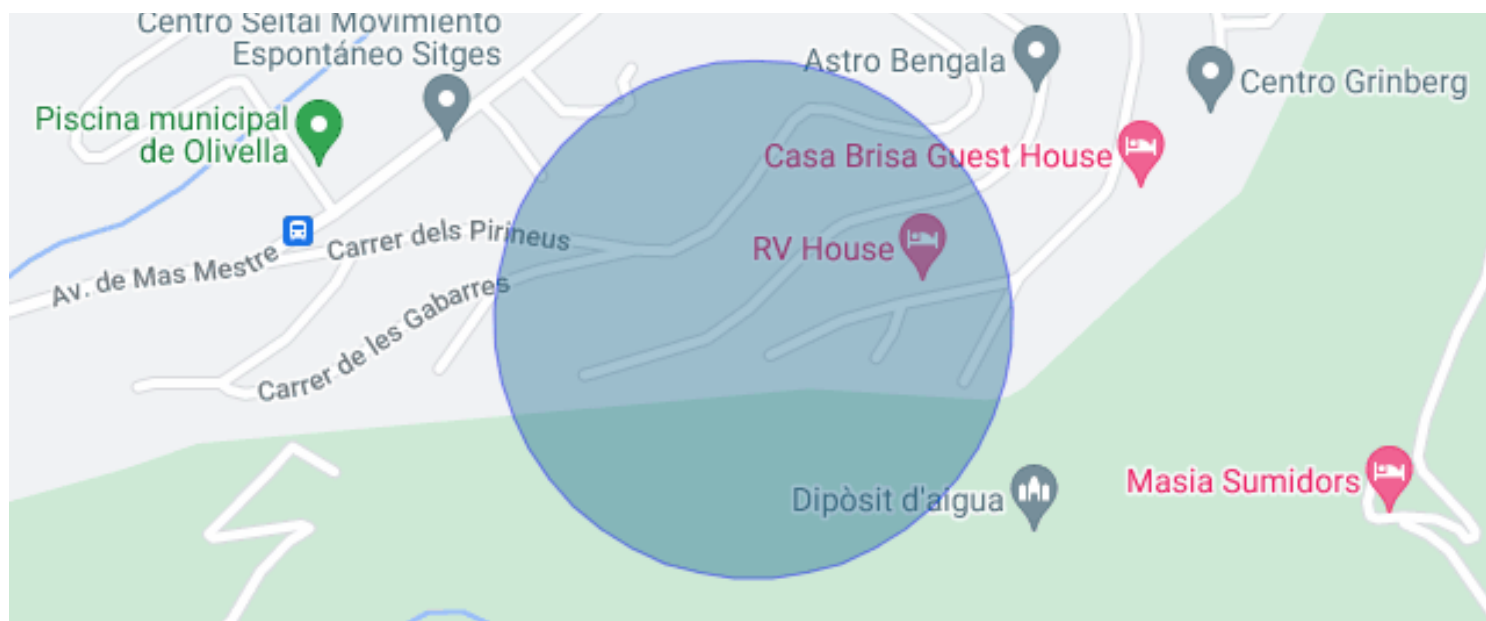 Centro Seitai Movimiento
Espontáneo Sitges
Astro Bengala
Centro Grinberg
Piscina municipal
de Olivella
Casa Brisa Guest House
Carrer dels Pirineus
RV House
Av. de Mas Mestre
Carrer de les Gabarres
Masia Sumidors
Dipòsit d'aigua